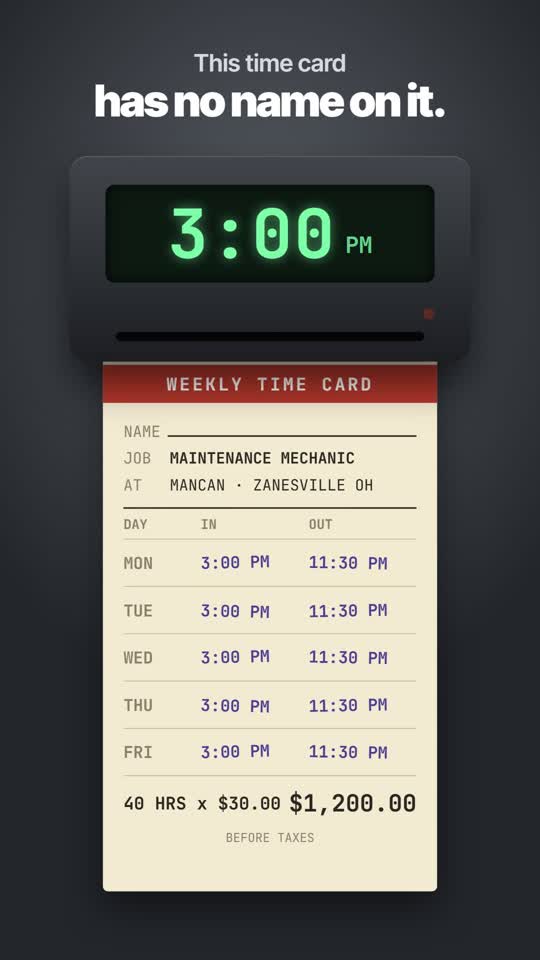 This time card
has no name on it.
3:00 PM
WEEKLY TIME CARD
NAME
JOB MAINTENANCE MECHANIC
AT MANCAN · ZANESVILLE OH
DAY IN OUT
MON 3:00 PM 11:30 PM
TUE 3:00 PM 11:30 PM
WED 3:00 PM 11:30 PM
THU 3:00 PM 11:30 PM
FRI 3:00 PM 11:30 PM
40 HRS x $30.00 $1,200.00
BEFORE TAXES